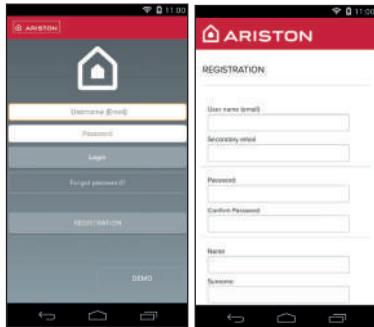 11:00
ARISTON
Username (Email)
Password
Login
Forgot password?
REGISTRATION
DEMO
11:00
ARISTON
REGISTRATION
User name (email)
Secondary email
Password
Confirm Password
Name
Surname